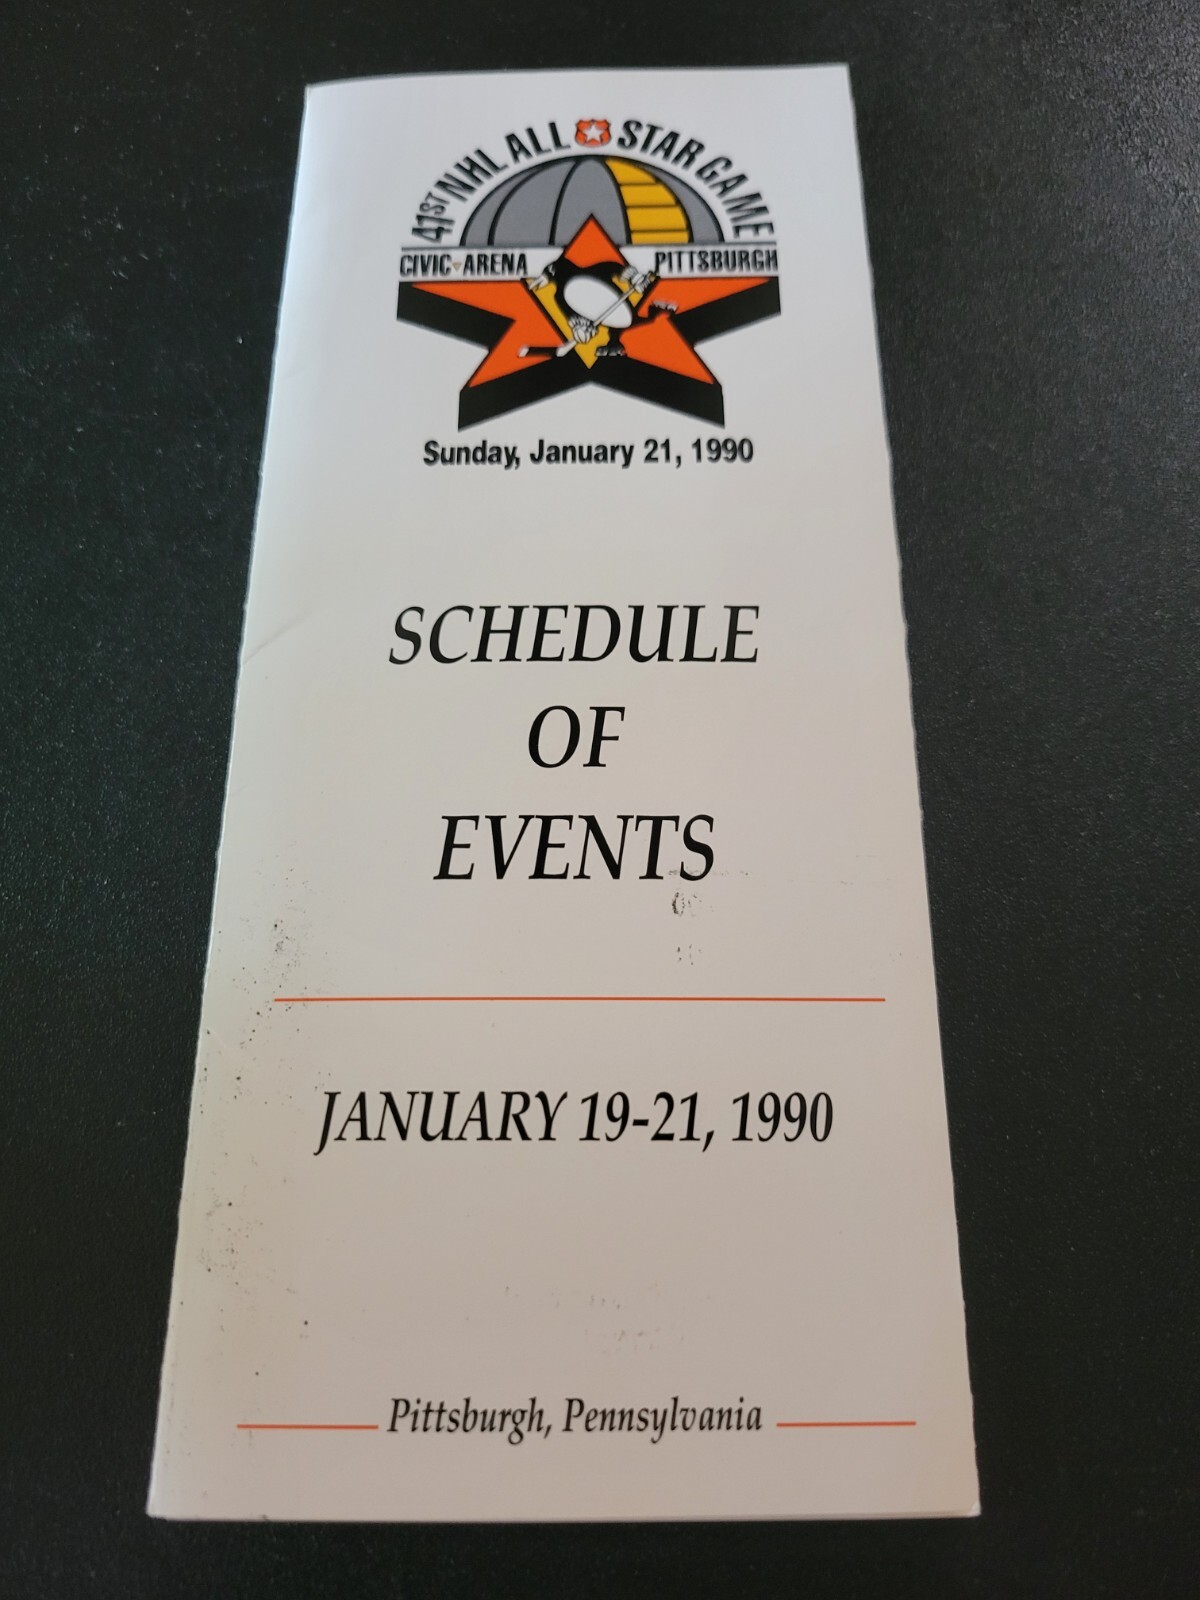 41ST NHL ALL STAR GAME
CIVIC ARENA PITTSBURGH
Sunday, January 21, 1990
SCHEDULE
OF
EVENTS
JANUARY 19-21, 1990
Pittsburgh, Pennsylvania